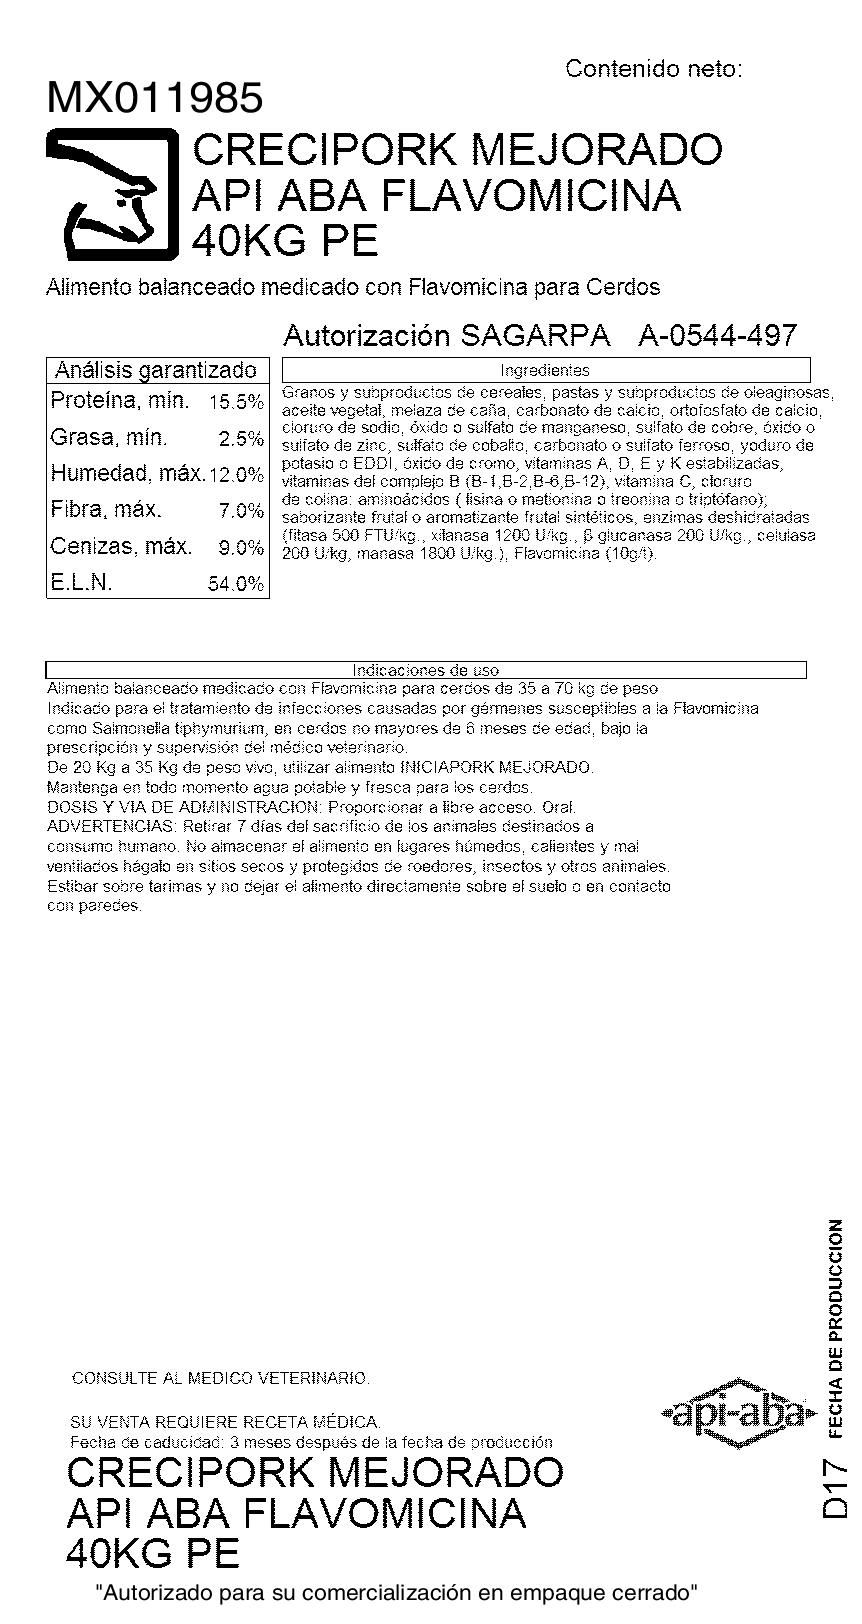 Contenido neto:
MX011985
CRECIPORK MEJORADO
API ABA FLAVOMICINA
40KG PE
Alimento balanceado medicado con Flavomicina para Cerdos
Autorización SAGARPA A-0544-497
Análisis garantizado
Proteína, mín. 15.5%
Grasa, mín. 2.5%
Humedad, máx. 12.0%
Fibra, máx. 7.0%
Cenizas, máx. 9.0%
E.L.N. 54.0%
Ingredientes
Granos y subproductos de cereales, pastas y subproductos de oleaginosas,
aceite vegetal, melaza de caña, carbonato de calcio, ortofosfato de calcio,
cloruro de sodio, óxido o sulfato de manganeso, sulfato de cobre, óxido o
sulfato de zinc, sulfato de cobalto, carbonato o sulfato ferroso, yoduro de
potasio o EDDI, óxido de cromo, vitaminas A, D, E y K estabilizadas,
vitaminas del complejo B (B-1,B-2,B-6,B-12), vitamina C, cloruro
de colina; aminoácidos ( lisina o metionina o treonina o triptófano);
saborizante frutal o aromatizante frutal sintéticos, enzimas deshidratadas
(fitasa 500 FTU/kg., xilanasa 1200 U/kg., β glucanasa 200 U/kg., celulasa
200 U/kg, manasa 1800 U/kg.), Flavomicina (10g/t).
Indicaciones de uso
Alimento balanceado medicado con Flavomicina para cerdos de 35 a 70 kg de peso
Indicado para el tratamiento de infecciones causadas por gérmenes susceptibles a la Flavomicina
como Salmonella tiphymurium, en cerdos no mayores de 6 meses de edad, bajo la
prescripción y supervisión del médico veterinario.
De 20 Kg a 35 Kg de peso vivo, utilizar alimento INICIAPORK MEJORADO.
Mantenga en todo momento agua potable y fresca para los cerdos.
DOSIS Y VIA DE ADMINISTRACION: Proporcionar a libre acceso. Oral.
ADVERTENCIAS: Retirar 7 días del sacrificio de los animales destinados a
consumo humano. No almacenar el alimento en lugares húmedos, calientes y mal
ventilados hágalo en sitios secos y protegidos de roedores, insectos y otros animales.
Estibar sobre tarimas y no dejar el alimento directamente sobre el suelo o en contacto
con paredes.
FECHA DE PRODUCCION
D17
CONSULTE AL MEDICO VETERINARIO.
api-aba
SU VENTA REQUIERE RECETA MÉDICA.
Fecha de caducidad: 3 meses después de la fecha de producción
CRECIPORK MEJORADO
API ABA FLAVOMICINA
40KG PE
"Autorizado para su comercialización en empaque cerrado"